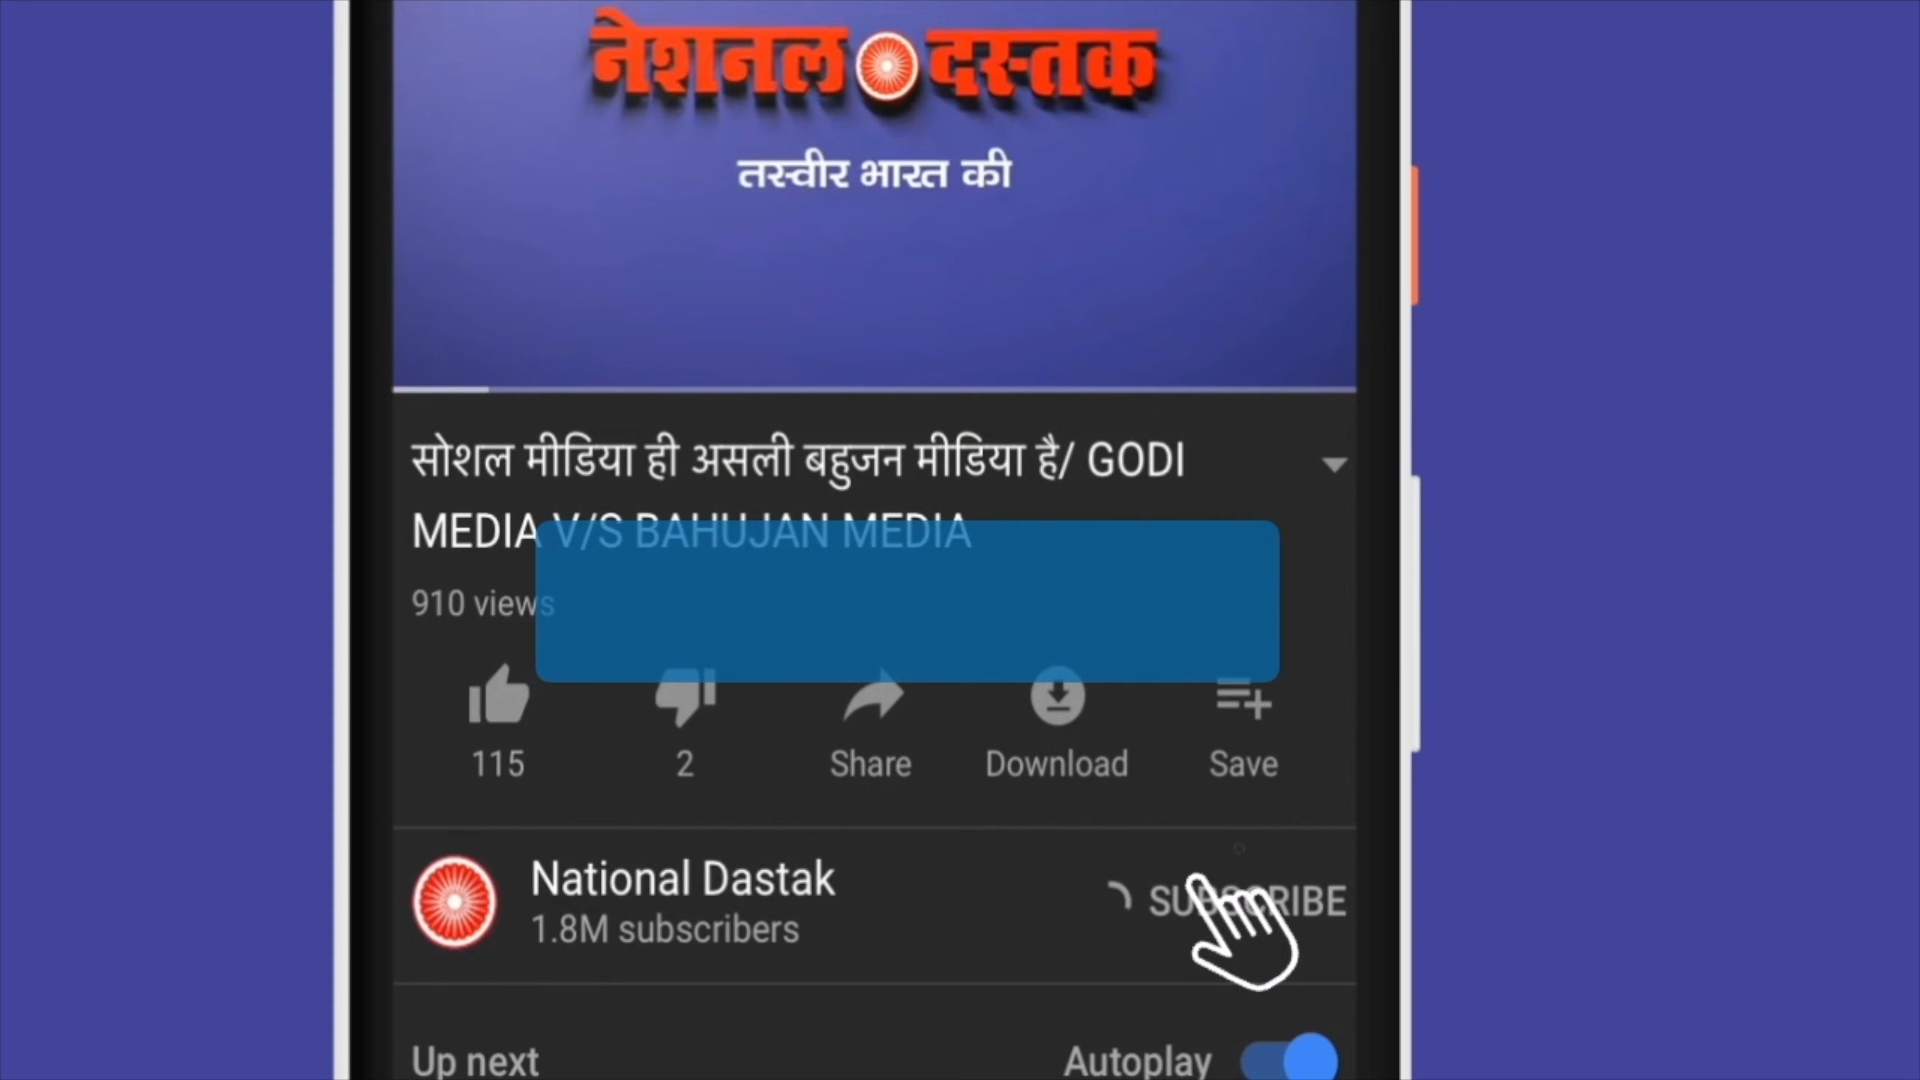 नेशनल दस्तक
तस्वीर भारत की
सोशल मीडिया ही असली बहुजन मीडिया है/ GODI
MEDIA V/S BAHUJAN MEDIA
910 views
115
2
Share
Download
Save
National Dastak
1.8M subscribers
SUBSCRIBE
Up next
Autoplay